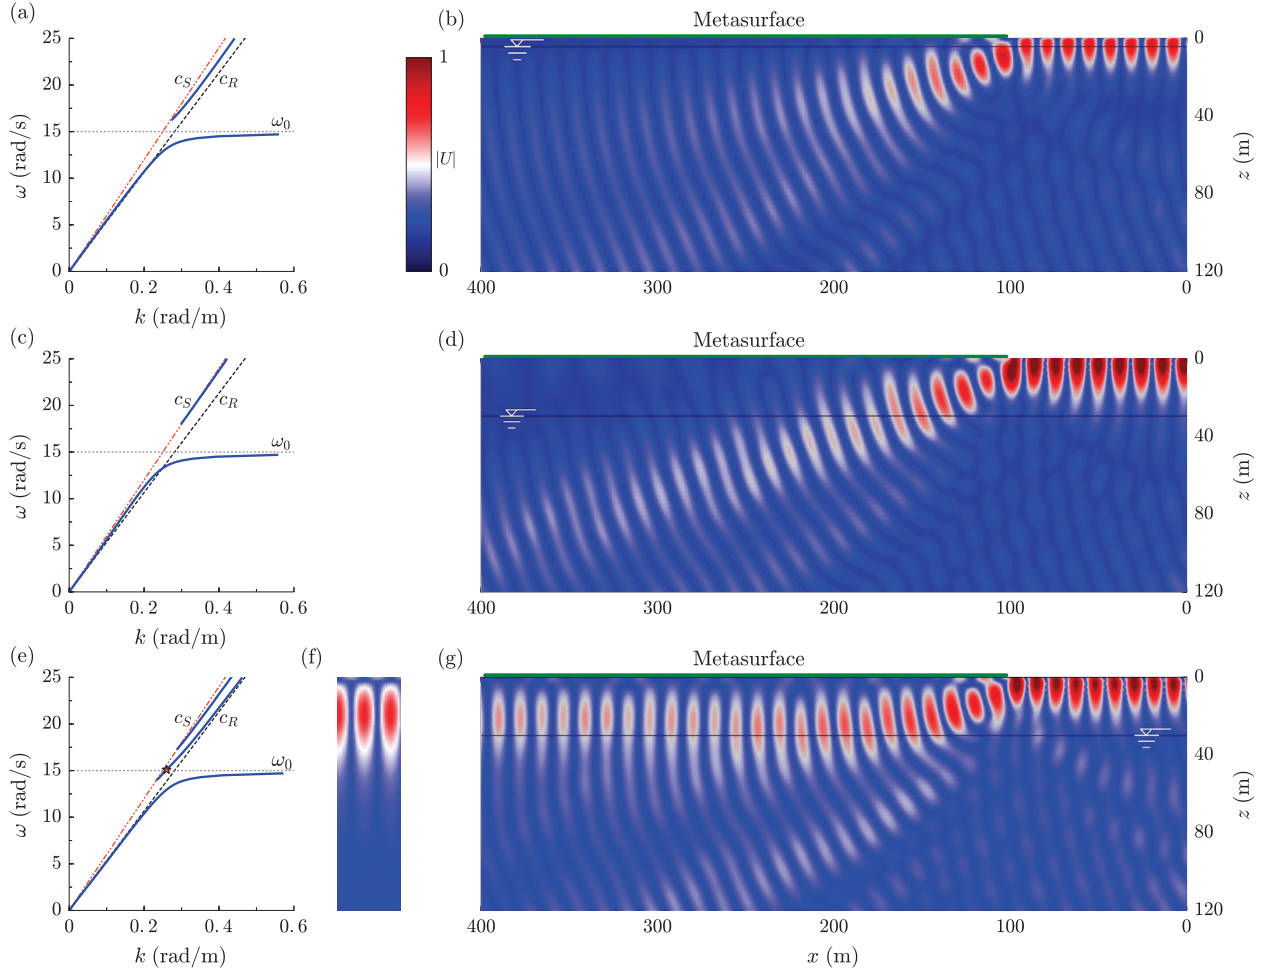 (a)
25
20
15
10
5
0
ω (rad/s)
c_S
c_R
ω_0
0 0.2 0.4 0.6
k (rad/m)
1
|U|
0
(b)
Metasurface
0
40
80
120
z (m)
400 300 200 100 0
(c)
25
20
15
10
5
0
ω (rad/s)
c_S
c_R
ω_0
0 0.2 0.4 0.6
k (rad/m)
(d)
Metasurface
0
40
80
120
z (m)
400 300 200 100 0
(e)
25
20
15
10
5
0
ω (rad/s)
c_S
c_R
ω_0
0 0.2 0.4 0.6
k (rad/m)
(f)
(g)
Metasurface
0
40
80
120
z (m)
400 300 200 100 0
x (m)